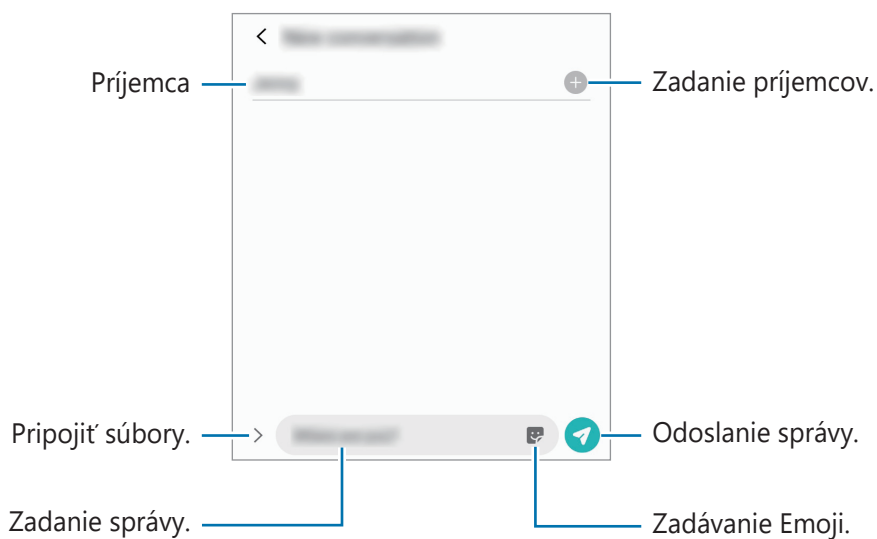 Príjemca
Zadanie príjemcov.
Pripojiť súbory.
Odoslanie správy.
Zadanie správy.
Zadávanie Emoji.